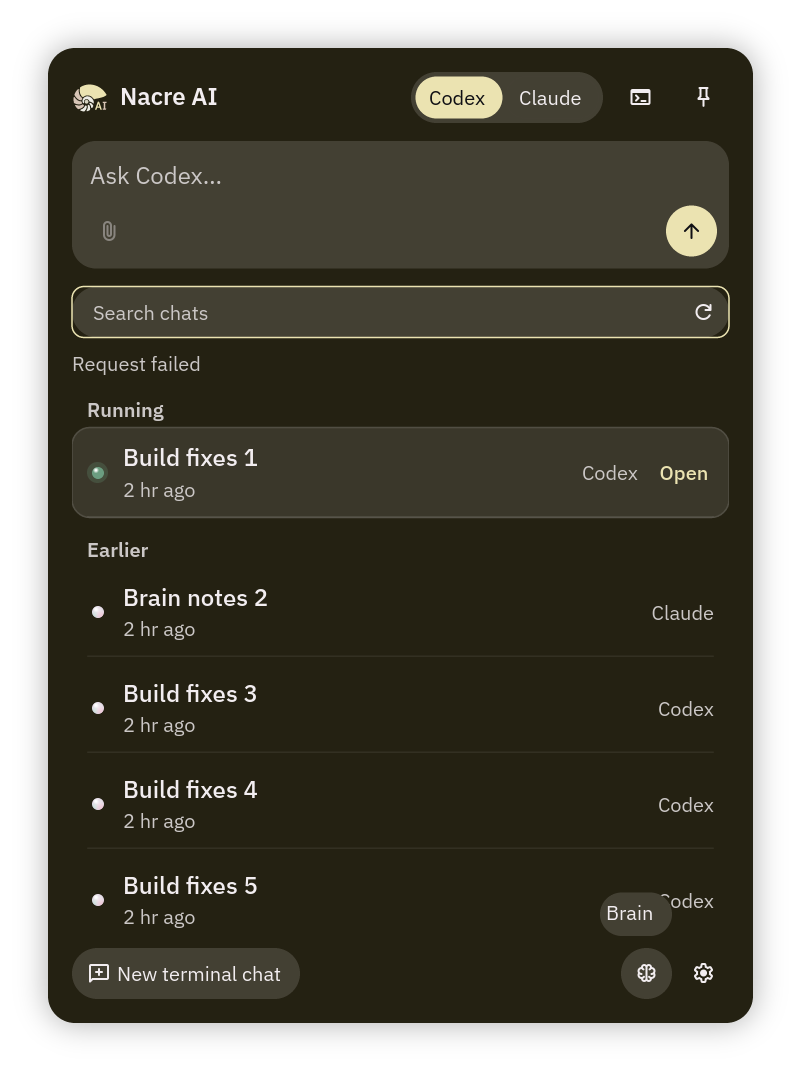 AI
Nacre AI
Codex
Claude
Ask Codex...
Search chats
Request failed
Running
Build fixes 1
2 hr ago
Codex
Open
Earlier
Brain notes 2
2 hr ago
Claude
Build fixes 3
2 hr ago
Codex
Build fixes 4
2 hr ago
Codex
Build fixes 5
2 hr ago
Codex
Brain
New terminal chat